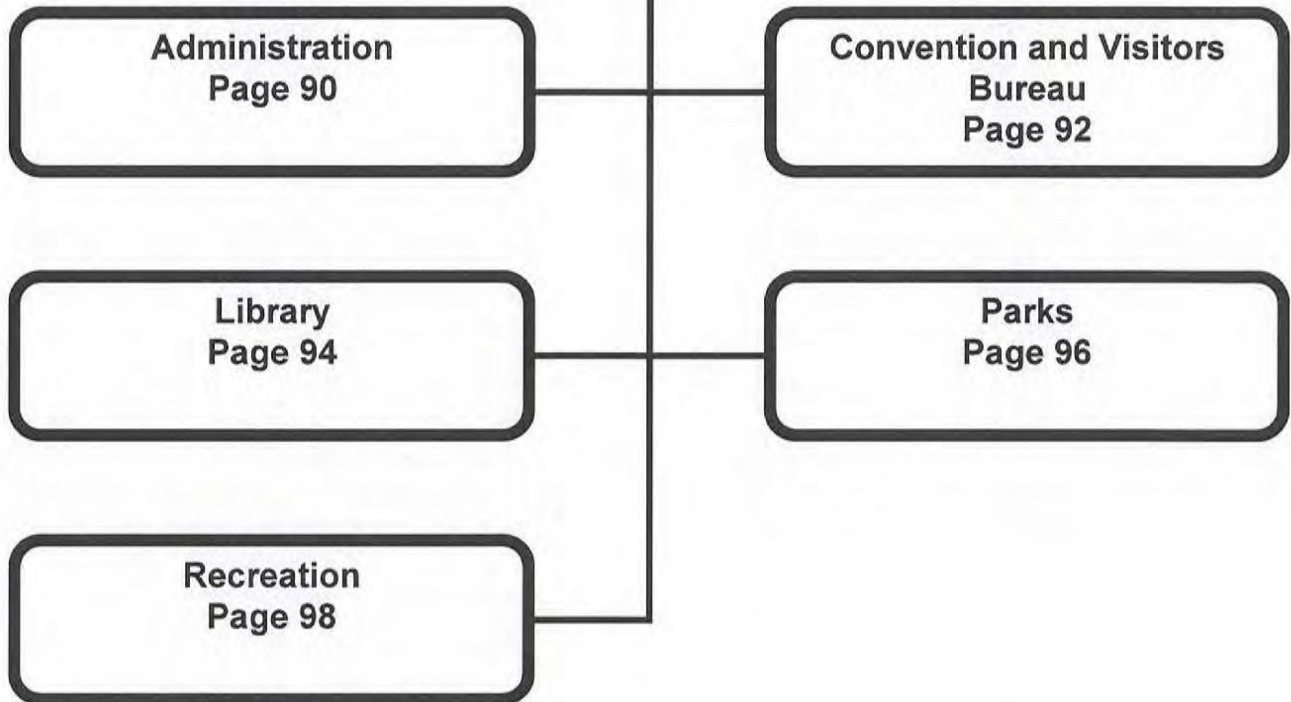 Administration
Page 90
Convention and Visitors
Bureau
Page 92
Library
Page 94
Parks
Page 96
Recreation
Page 98